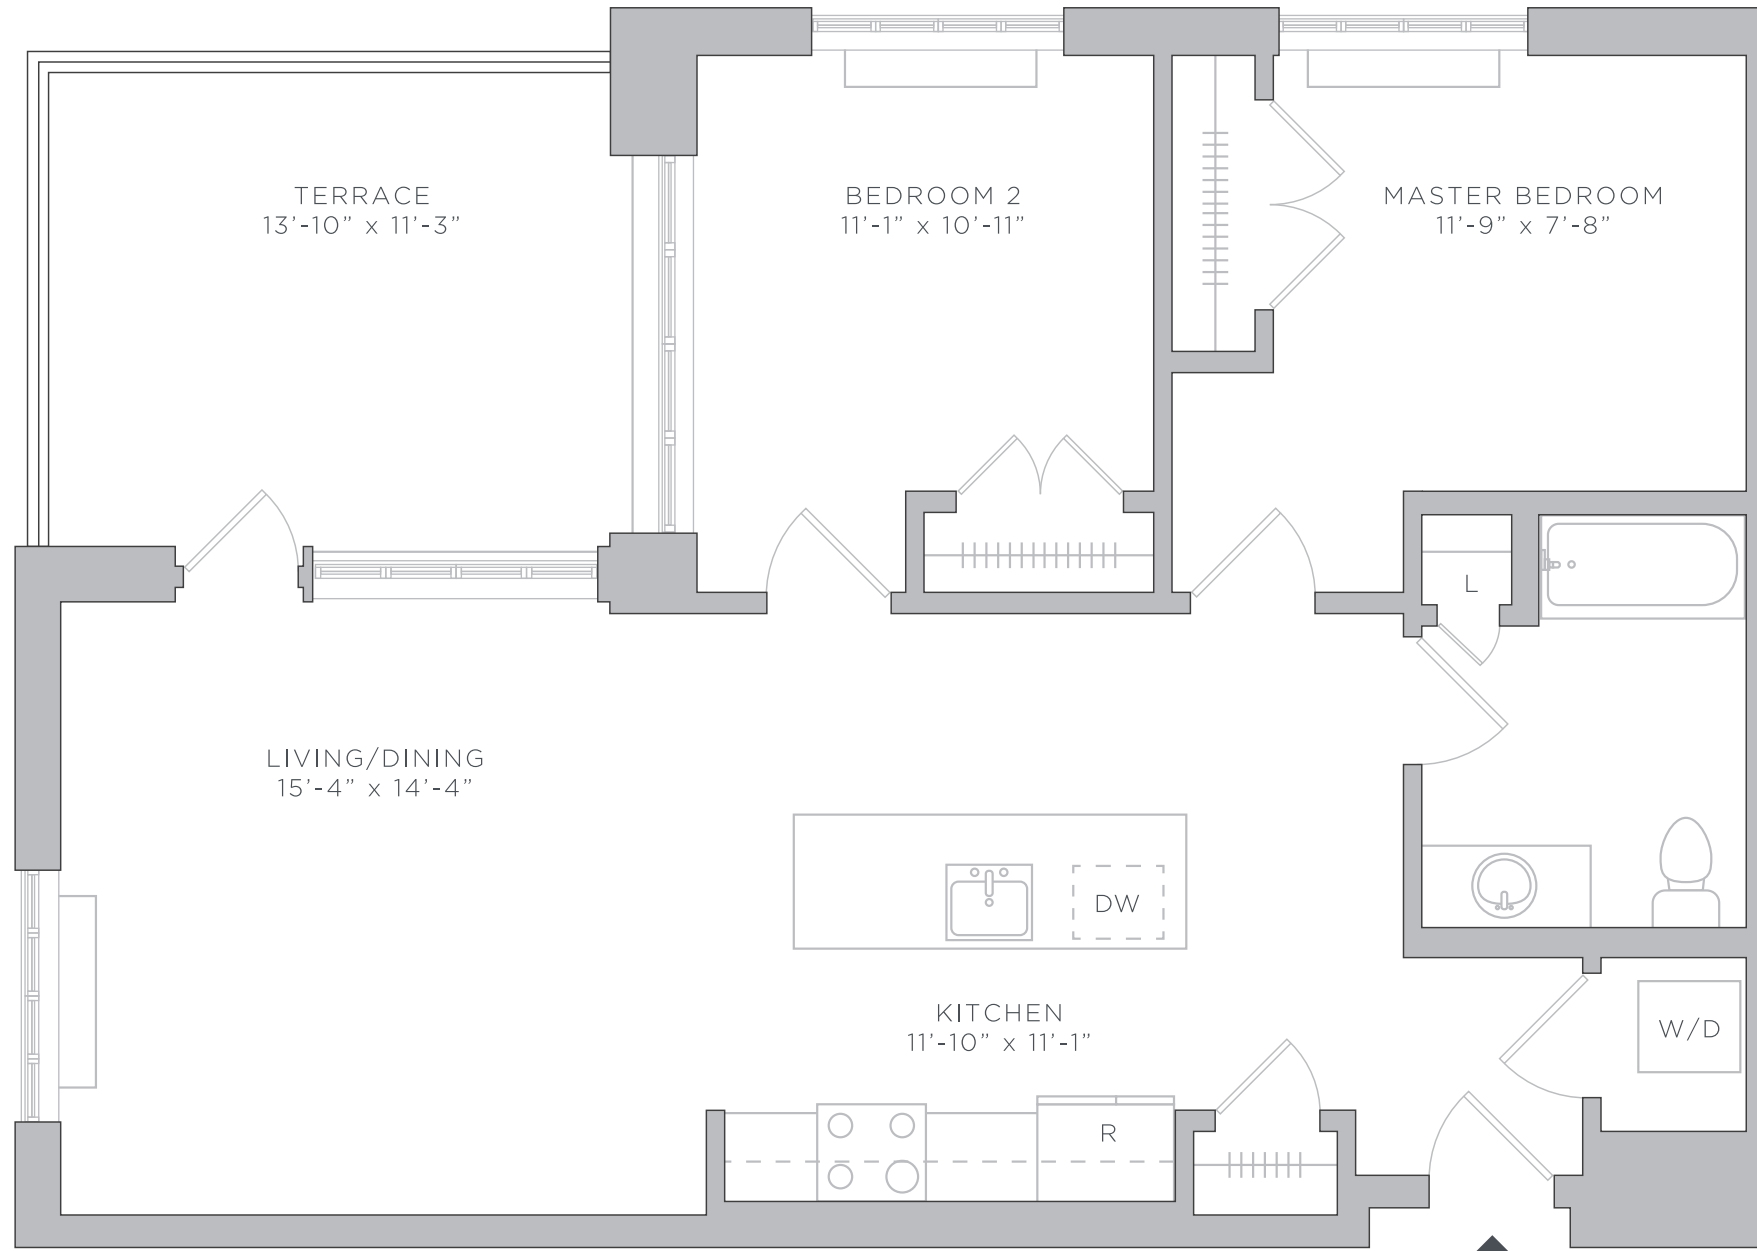 TERRACE
13’-10” x 11’-3”
BEDROOM 2
11’-1” x 10’-11”
MASTER BEDROOM
11’-9” x 7’-8”
L
LIVING/DINING
15’-4” x 14’-4”
DW
KITCHEN
11’-10” x 11’-1”
W/D
R